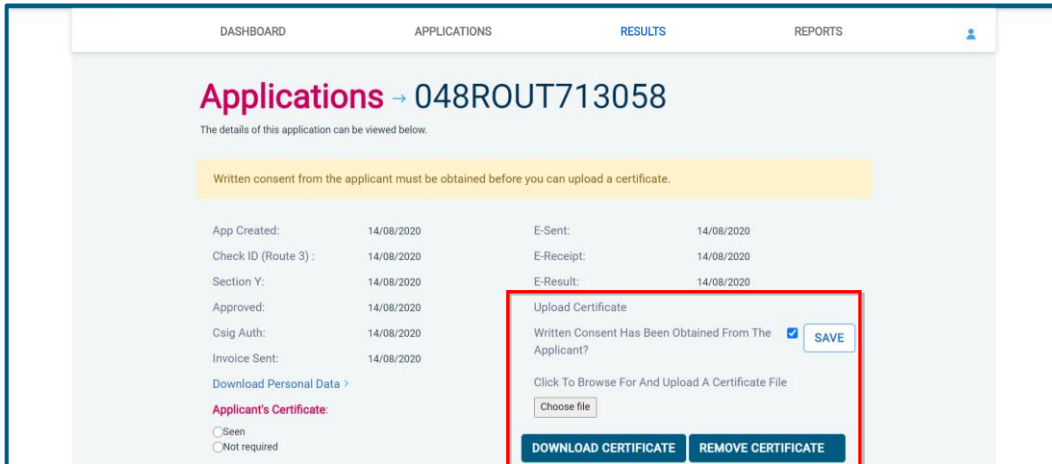 DASHBOARD APPLICATIONS RESULTS REPORTS
Applications → 048ROUT713058
The details of this application can be viewed below.
Written consent from the applicant must be obtained before you can upload a certificate.
App Created: 14/08/2020
Check ID (Route 3) : 14/08/2020
Section Y: 14/08/2020
Approved: 14/08/2020
Csig Auth: 14/08/2020
Invoice Sent: 14/08/2020
Download Personal Data >
Applicant's Certificate:
Seen
Not required
E-Sent: 14/08/2020
E-Receipt: 14/08/2020
E-Result: 14/08/2020
Upload Certificate
Written Consent Has Been Obtained From The
Applicant?
SAVE
Click To Browse For And Upload A Certificate File
Choose file
DOWNLOAD CERTIFICATE REMOVE CERTIFICATE